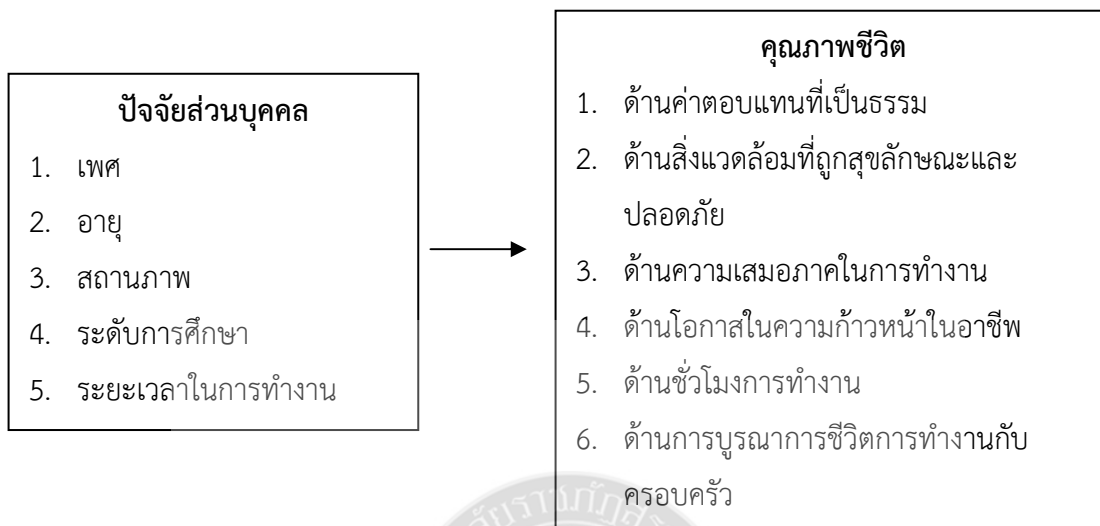 ปัจจัยส่วนบุคคล
1. เพศ
2. อายุ
3. สถานภาพ
4. ระดับการศึกษา
5. ระยะเวลาในการทำงาน
คุณภาพชีวิต
1. ด้านค่าตอบแทนที่เป็นธรรม
2. ด้านสิ่งแวดล้อมที่ถูกสุขลักษณะและ
ปลอดภัย
3. ด้านความเสมอภาคในการทำงาน
4. ด้านโอกาสในความก้าวหน้าในอาชีพ
5. ด้านชั่วโมงการทำงาน
6. ด้านการบูรณาการชีวิตการทำงานกับ
ครอบครัว